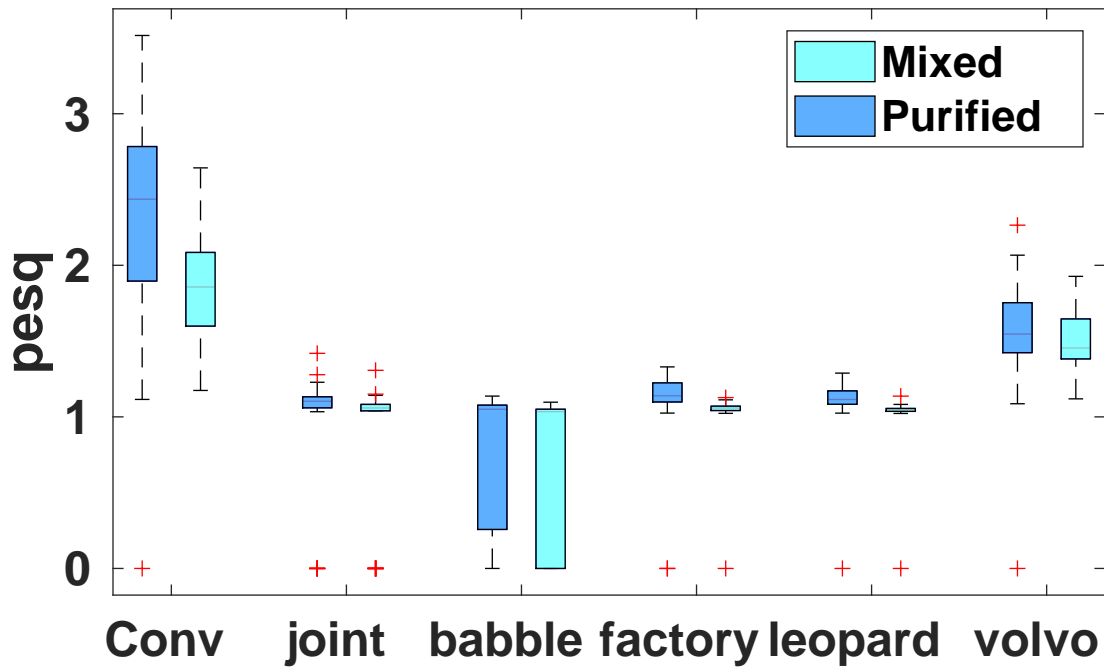 Mixed
Purified
pesq
3
2
1
0
Conv joint babble factory leopard volvo